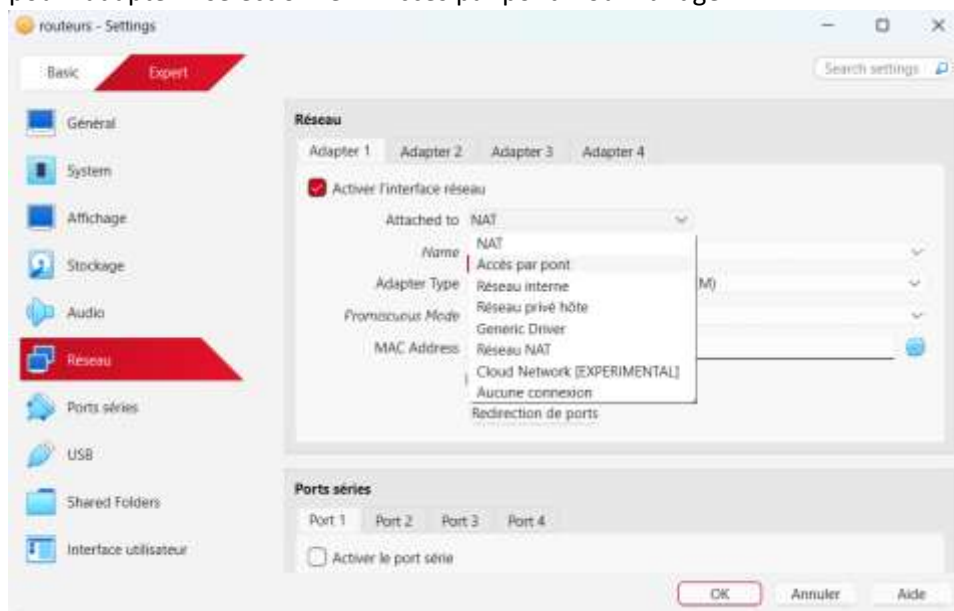 routeurs - Settings
Basic
Expert
Search settings
General
System
Affichage
Stockage
Audio
Réseau
Ports séries
USB
Shared Folders
Interface utilisateur
Réseau
Adapter 1 Adapter 2 Adapter 3 Adapter 4
Activer l'interface réseau
Attached to NAT
Name
Adapter Type
Promiscuous Mode
MAC Address
NAT
Accès par pont
Réseau interne
Réseau privé hôte
Generic Driver
Réseau NAT
Cloud Network [EXPERIMENTAL]
Aucune connexion
M)
Redirection de ports
Ports séries
Port 1 Port 2 Port 3 Port 4
Activer le port série
OK Annuler Aide